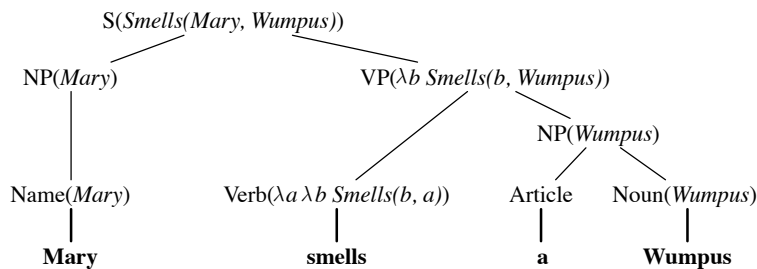 S(Smells(Mary, Wumpus))
NP(Mary) VP(λb Smells(b, Wumpus))
NP(Wumpus)
Name(Mary) Verb(λa λb Smells(b, a)) Article Noun(Wumpus)
Mary smells a Wumpus